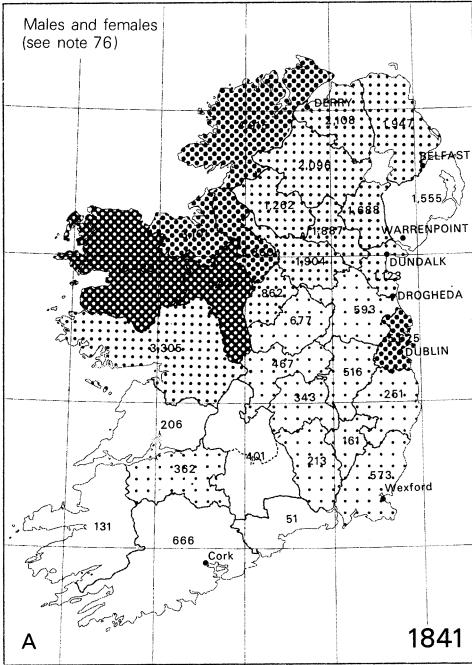 Males and females
(see note 76)
DERRY
2,108
1,947
2,096
BELFAST
1,262
1,688
1,555
1,887
WARRENPOINT
1,904
DUNDALK
862
DROGHEDA
677
593
DUBLIN
3,305
467
516
343
251
206
161
401
362
213
573
Wexford
131
666
51
Cork
A
1841